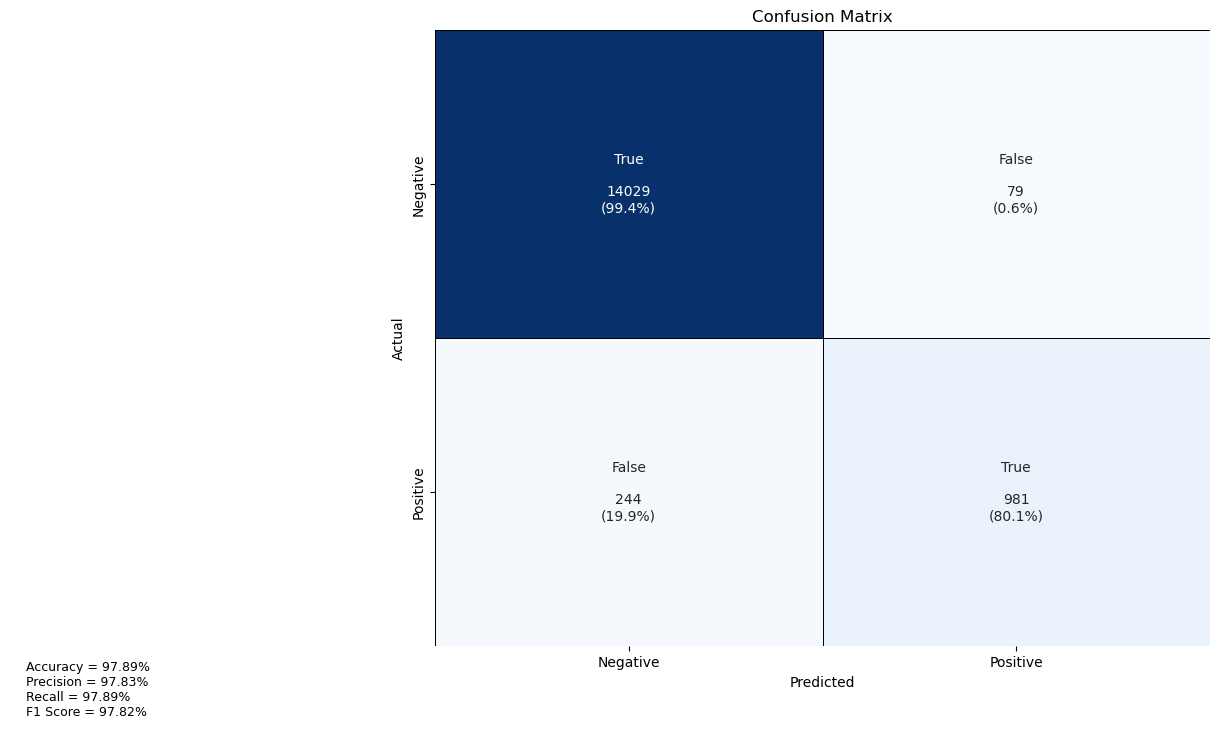 Confusion Matrix
Negative
True
14029
(99.4%)
False
79
(0.6%)
Actual
Positive
False
244
(19.9%)
True
981
(80.1%)
Negative
Positive
Predicted
Accuracy = 97.89%
Precision = 97.83%
Recall = 97.89%
F1 Score = 97.82%